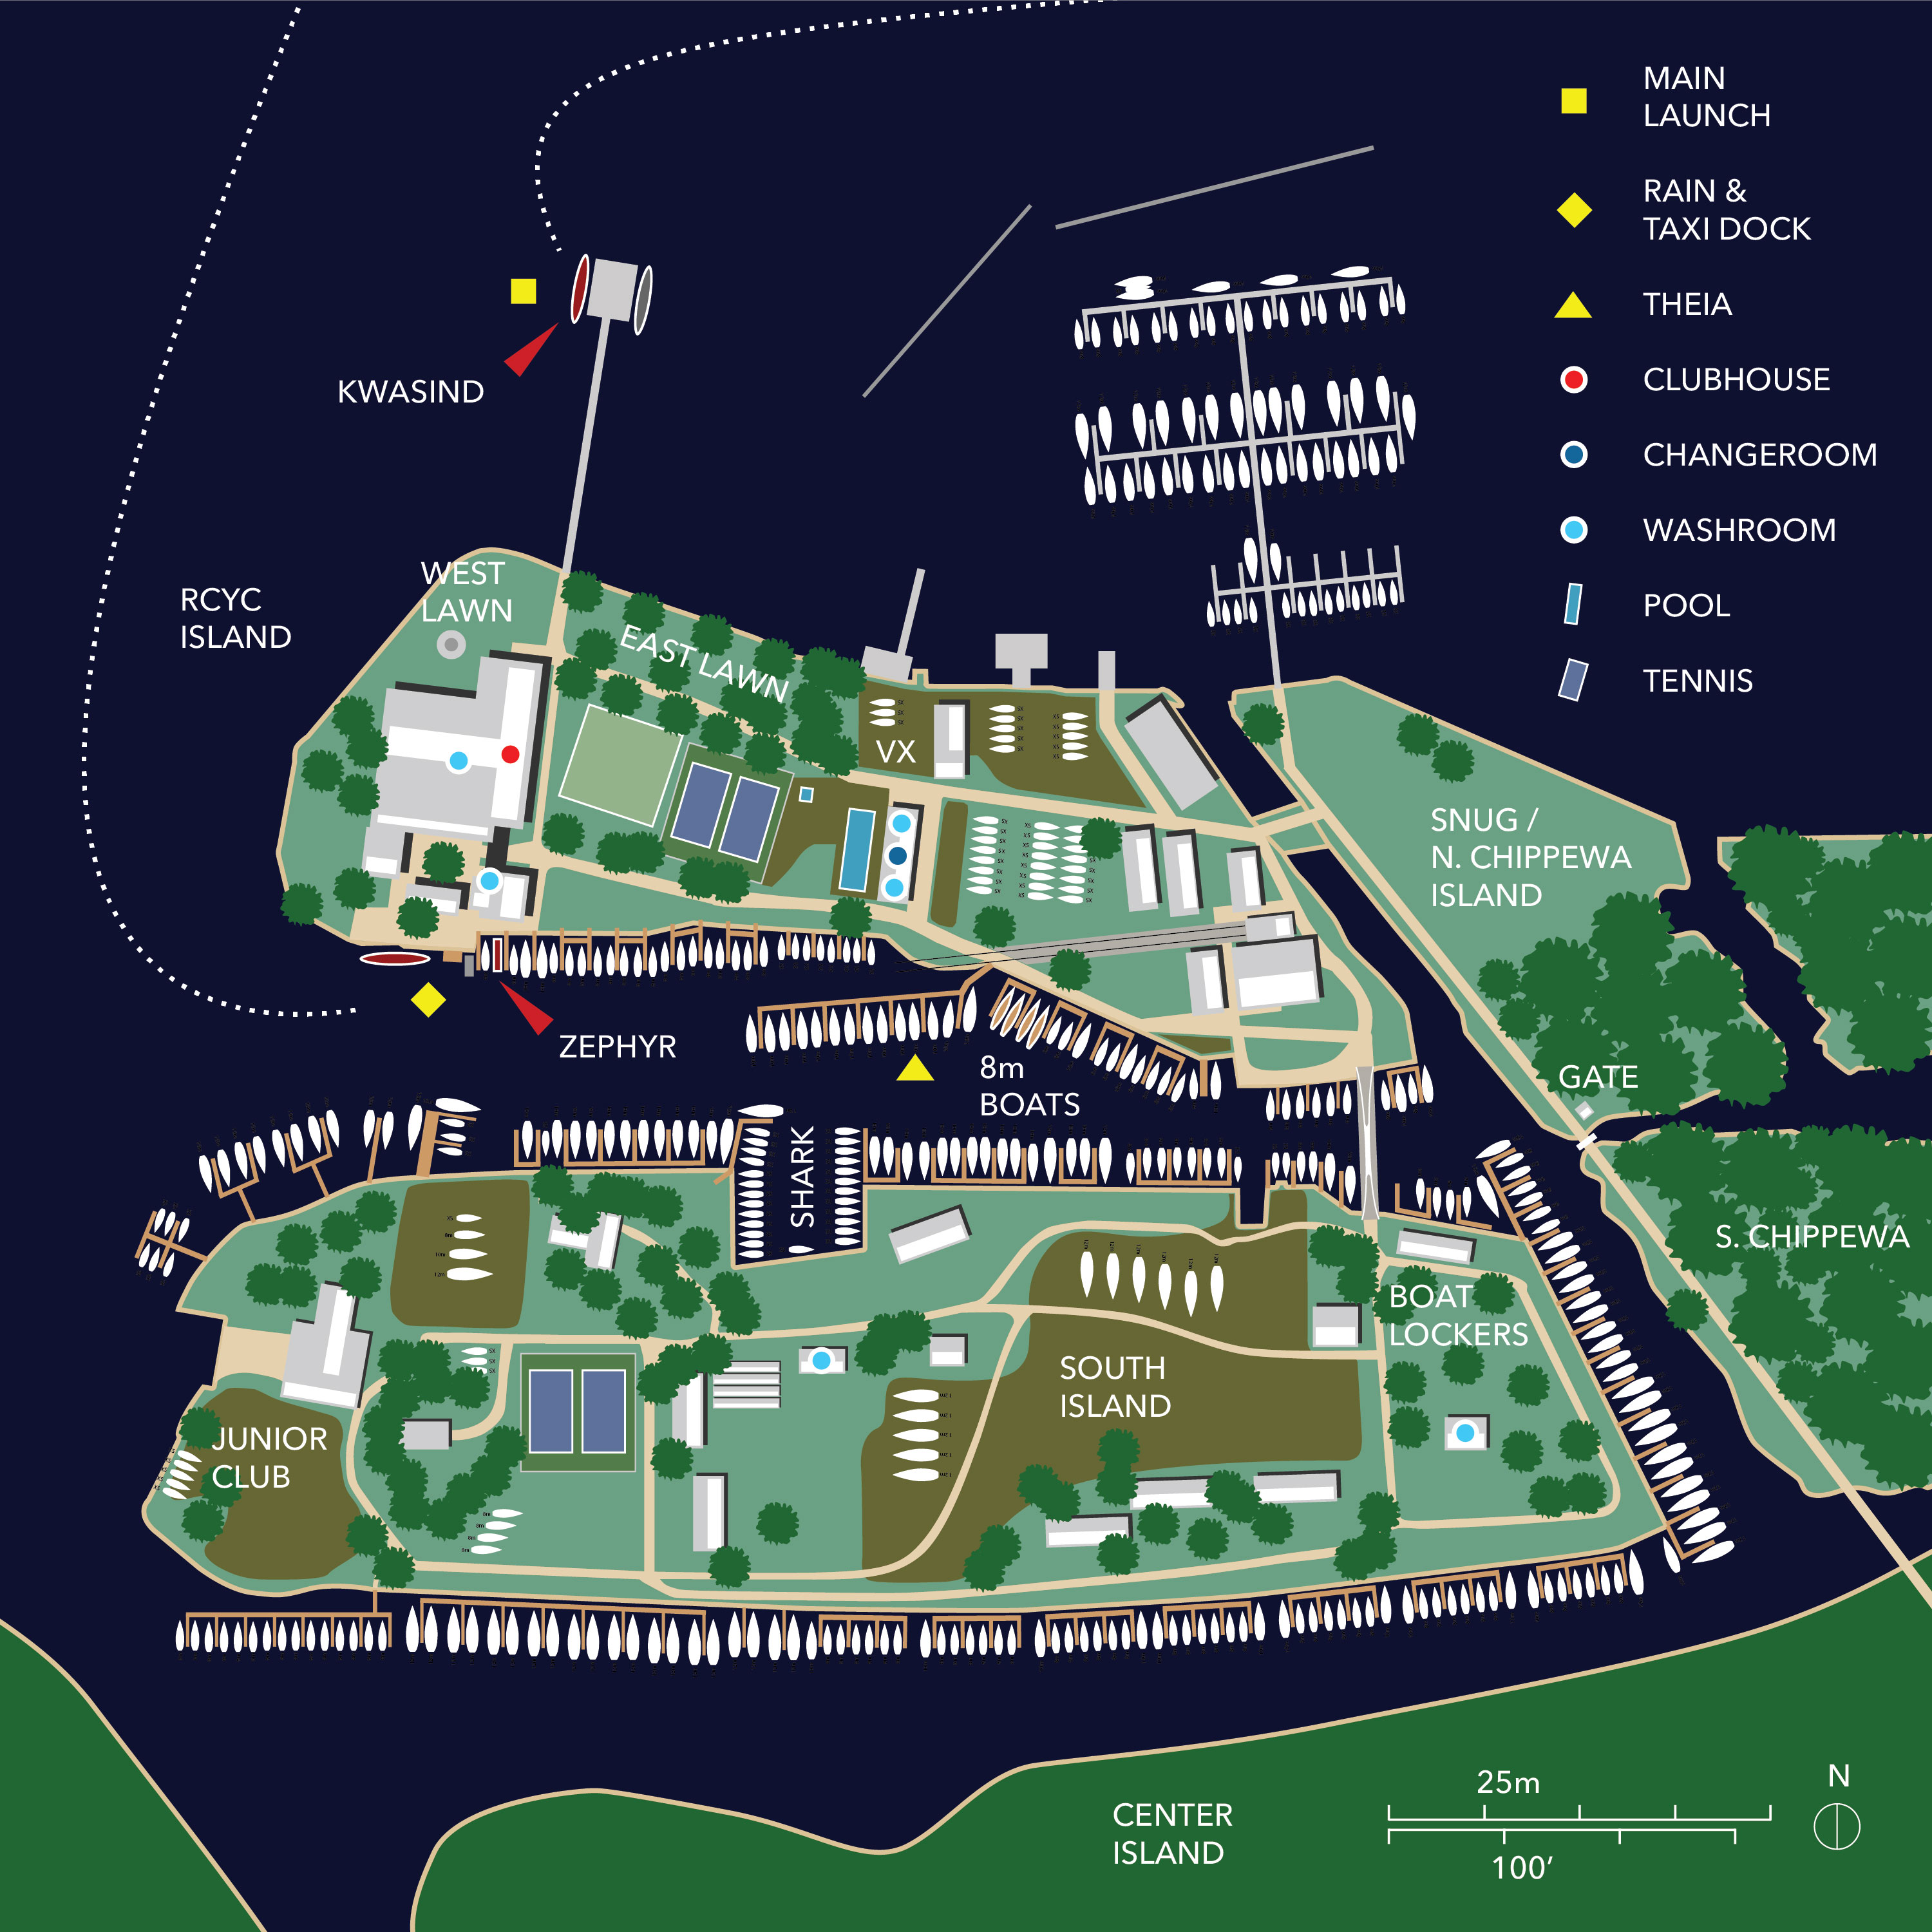 MAIN
LAUNCH
RAIN &
TAXI DOCK
THEIA
CLUBHOUSE
CHANGEROOM
WASHROOM
POOL
TENNIS
KWASIND
WEST
LAWN
RCYC
ISLAND
EAST LAWN
VX
SNUG /
N. CHIPPEWA
ISLAND
ZEPHYR
8m
BOATS
GATE
SHARK
S. CHIPPEWA
BOAT
LOCKERS
SOUTH
ISLAND
JUNIOR
CLUB
CENTER
ISLAND
25m
100’
N